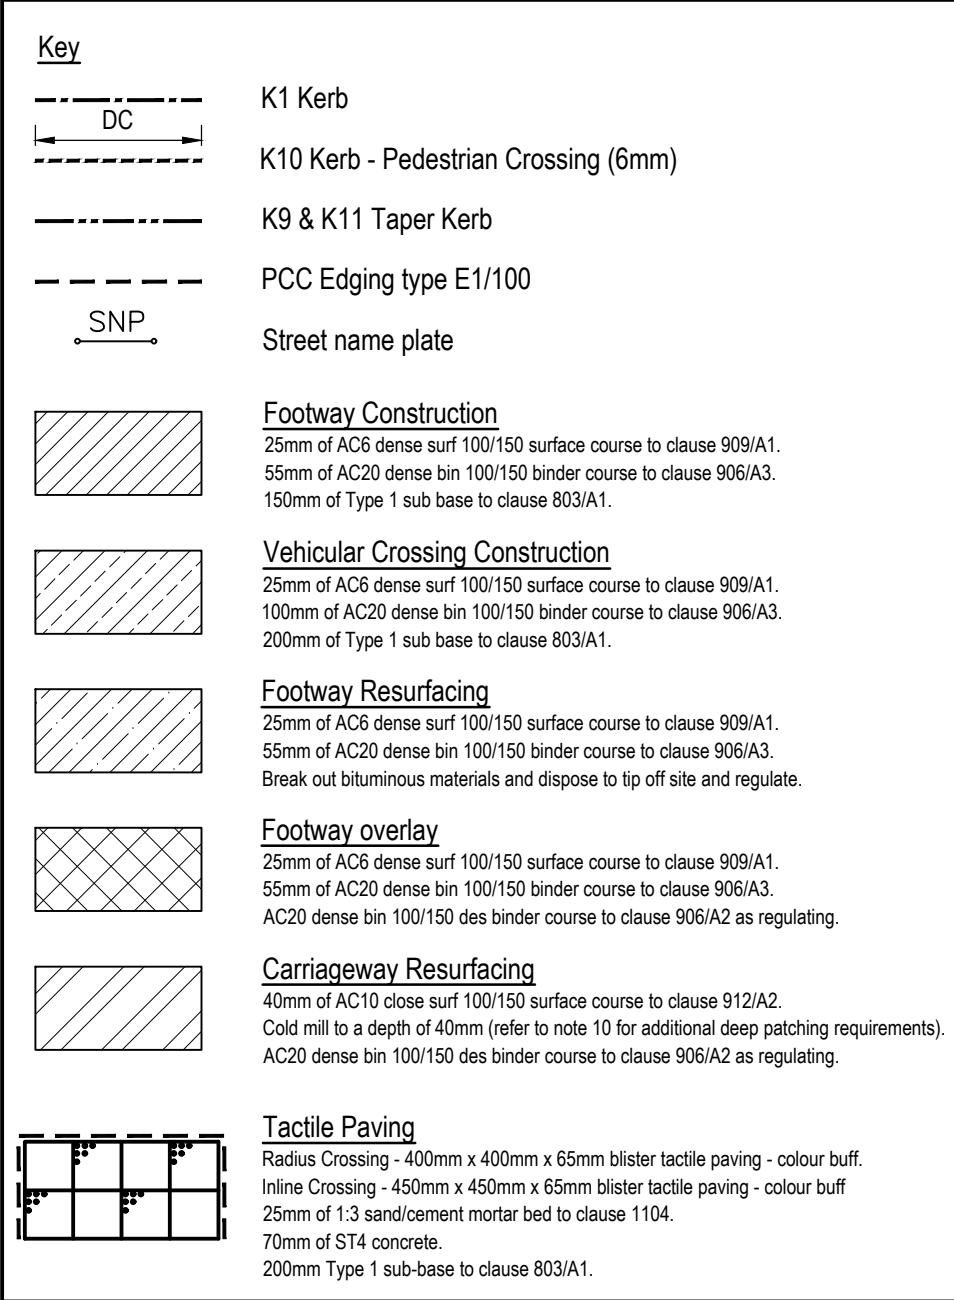 Key
K1 Kerb
DC
K10 Kerb - Pedestrian Crossing (6mm)
K9 & K11 Taper Kerb
PCC Edging type E1/100
SNP
Street name plate
Footway Construction
25mm of AC6 dense surf 100/150 surface course to clause 909/A1.
55mm of AC20 dense bin 100/150 binder course to clause 906/A3.
150mm of Type 1 sub base to clause 803/A1.
Vehicular Crossing Construction
25mm of AC6 dense surf 100/150 surface course to clause 909/A1.
100mm of AC20 dense bin 100/150 binder course to clause 906/A3.
200mm of Type 1 sub base to clause 803/A1.
Footway Resurfacing
25mm of AC6 dense surf 100/150 surface course to clause 909/A1.
55mm of AC20 dense bin 100/150 binder course to clause 906/A3.
Break out bituminous materials and dispose to tip off site and regulate.
Footway overlay
25mm of AC6 dense surf 100/150 surface course to clause 909/A1.
55mm of AC20 dense bin 100/150 binder course to clause 906/A3.
AC20 dense bin 100/150 des binder course to clause 906/A2 as regulating.
Carriageway Resurfacing
40mm of AC10 close surf 100/150 surface course to clause 912/A2.
Cold mill to a depth of 40mm (refer to note 10 for additional deep patching requirements).
AC20 dense bin 100/150 des binder course to clause 906/A2 as regulating.
Tactile Paving
Radius Crossing - 400mm x 400mm x 65mm blister tactile paving - colour buff.
Inline Crossing - 450mm x 450mm x 65mm blister tactile paving - colour buff
25mm of 1:3 sand/cement mortar bed to clause 1104.
70mm of ST4 concrete.
200mm Type 1 sub-base to clause 803/A1.